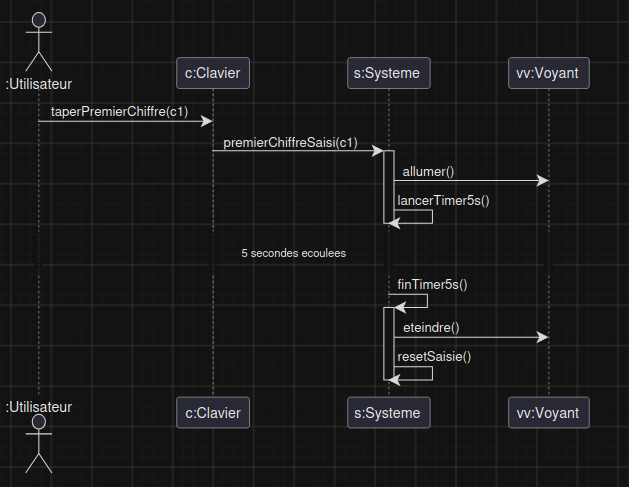 :Utilisateur
c:Clavier
s:Systeme
vv:Voyant
taperPremierChiffre(c1)
premierChiffreSaisi(c1)
allumer()
lancerTimer5s()
5 secondes ecoulees
finTimer5s()
eteindre()
resetSaisie()
:Utilisateur
c:Clavier
s:Systeme
vv:Voyant